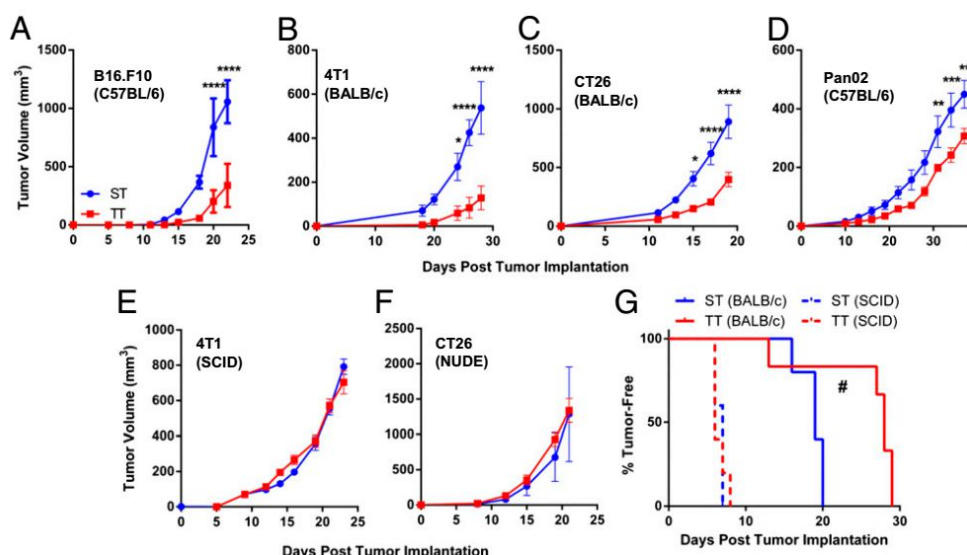 A
B16.F10
(C57BL/6)
****
****
Tumor Volume (mm³)
1500
1000
500
0
ST
TT
0 5 10 15 20 25
B
4T1
(BALB/c)
*
****
****
800
600
400
200
0
0 7 14 21 28
C
CT26
(BALB/c)
*
****
****
1500
1000
500
0
0 5 10 15 20
D
Pan02
(C57BL/6)
**
***
**
600
400
200
0
0 10 20 30
Days Post Tumor Implantation
E
4T1
(SCID)
Tumor Volume (mm³)
1000
800
600
400
200
0
0 5 10 15 20 25
F
CT26
(NUDE)
2500
2000
1500
1000
500
0
0 5 10 15 20 25
Days Post Tumor Implantation
G
ST (BALB/c) ST (SCID)
TT (BALB/c) TT (SCID)
#
% Tumor-Free
100
50
0
0 10 20 30
Days Post Tumor Implantation